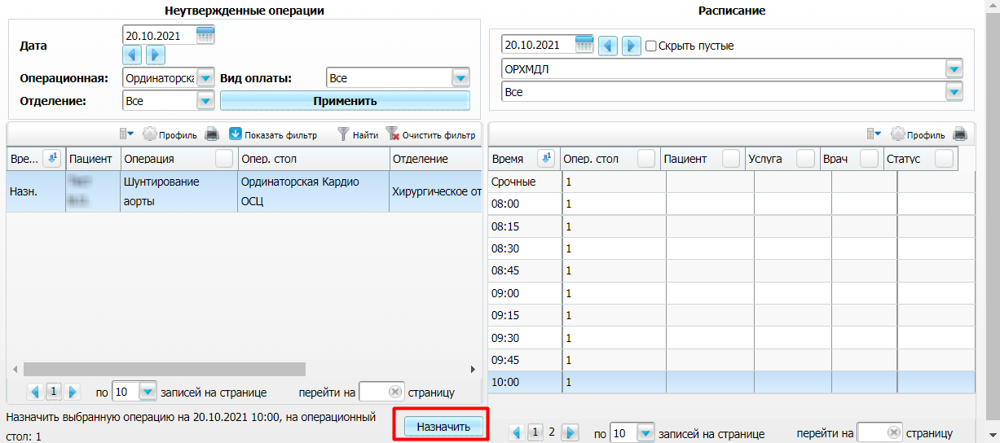 Неутвержденные операции
Дата
20.10.2021
Операционная:
Ординаторска
Вид оплаты:
Все
Отделение:
Все
Применить
Профиль
Показать фильтр
Найти
Очистить фильтр
Вре... 1 Пациент Операция Опер. стол Отделение
Назн.
Шунтирование
аорты
Ординаторская Кардио
ОСЦ
Хирургическое от
1 по 10 записей на странице перейти на страницу
Назначить выбранную операцию на 20.10.2021 10:00, на операционный
стол: 1
Назначить
Расписание
20.10.2021 Скрыть пустые
ОРХМДЛ
Все
Профиль
Время 1 Опер. стол Пациент Услуга Врач Статус
Срочные 1
08:00 1
08:15 1
08:30 1
08:45 1
09:00 1
09:15 1
09:30 1
09:45 1
10:00 1
1 2 по 10 записей на странице перейти на страницу